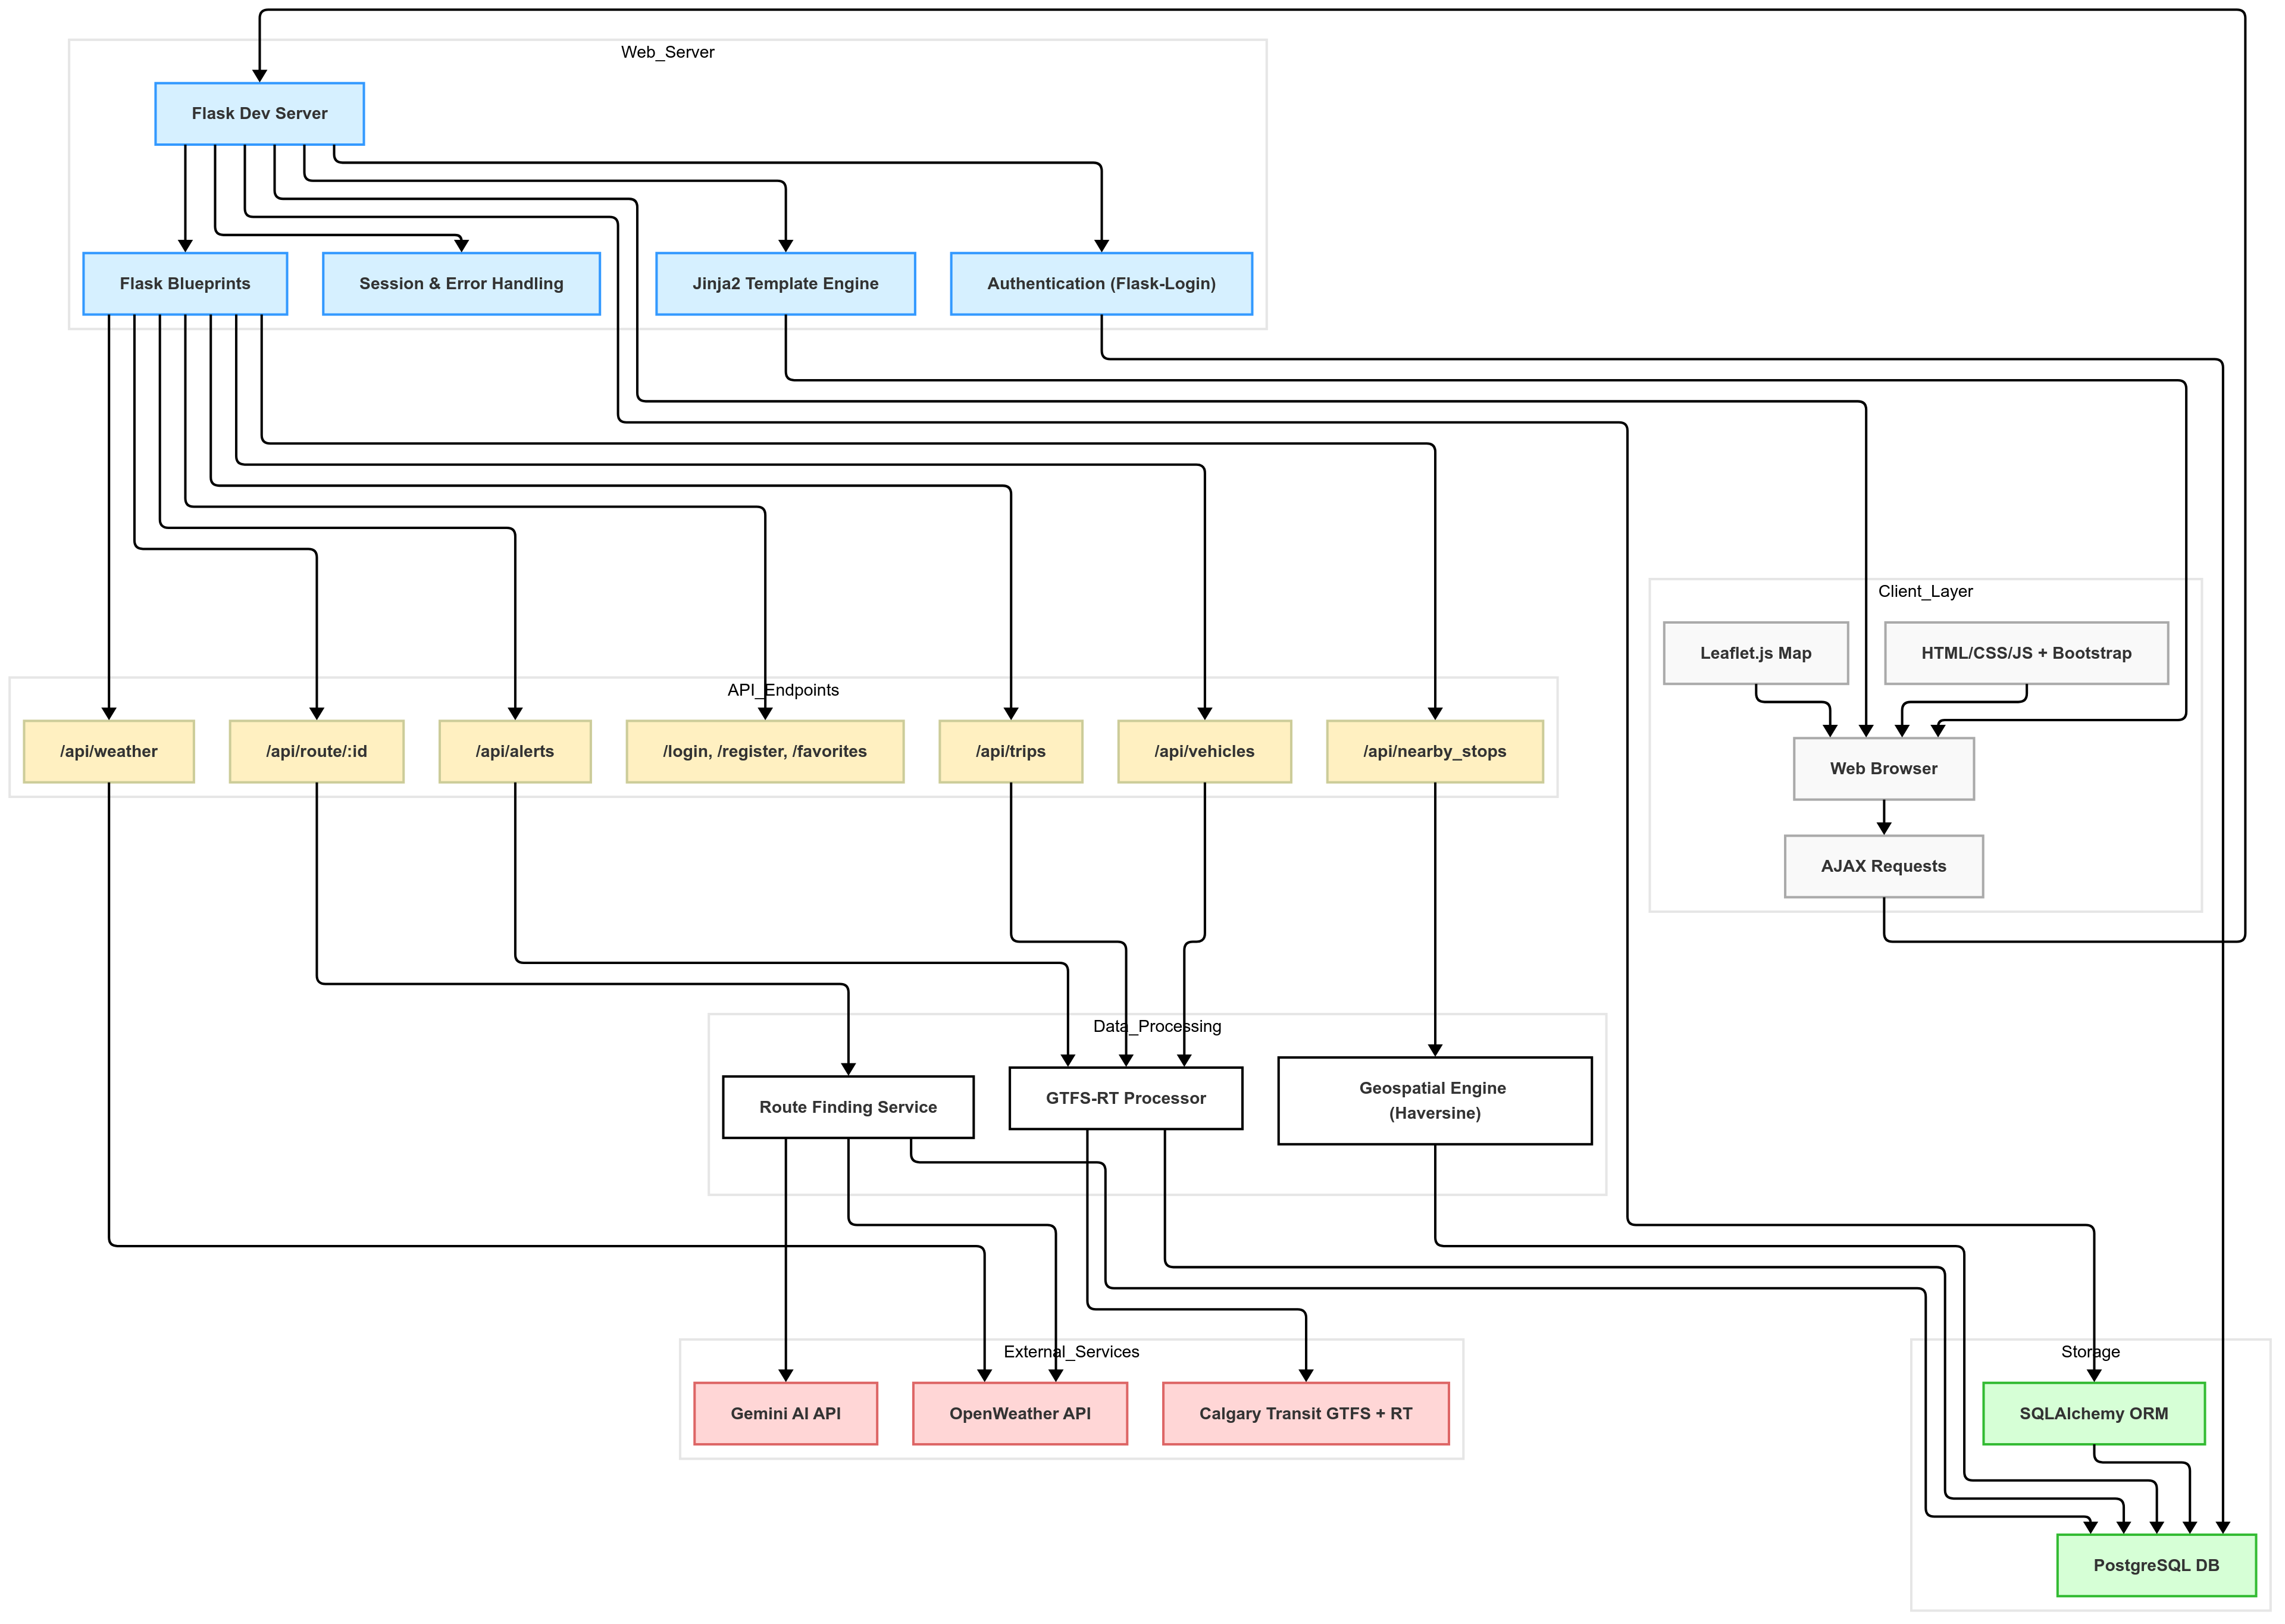 Web_Server
Flask Dev Server
Flask Blueprints
Session & Error Handling
Jinja2 Template Engine
Authentication (Flask-Login)
Client_Layer
Leaflet.js Map
HTML/CSS/JS + Bootstrap
Web Browser
AJAX Requests
API_Endpoints
/api/weather
/api/route/:id
/api/alerts
/login, /register, /favorites
/api/trips
/api/vehicles
/api/nearby_stops
Data_Processing
Route Finding Service
GTFS-RT Processor
Geospatial Engine
(Haversine)
External_Services
Gemini AI API
OpenWeather API
Calgary Transit GTFS + RT
Storage
SQLAlchemy ORM
PostgreSQL DB